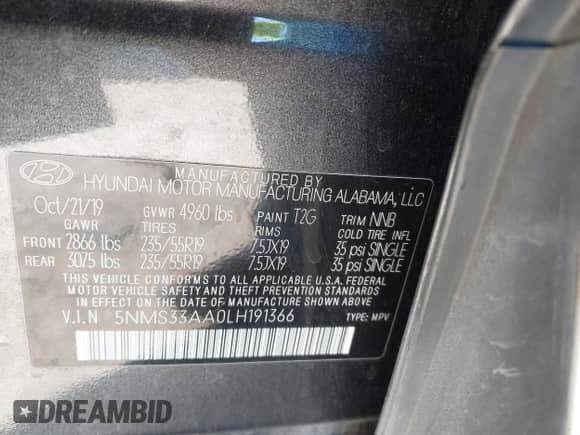 MANUFACTURED BY
HYUNDAI MOTOR MANUFACTURING ALABAMA, LLC
Oct/21/19 GVWR 4960 lbs PAINT T2G TRIM NNB
GAWR TIRES RIMS COLD TIRE INFL
FRONT 2866 lbs 235/55R19 7.5JX19 35 psi SINGLE
REAR 3075 lbs 235/55R19 7.5JX19 35 psi SINGLE
THIS VEHICLE CONFORMS TO ALL APPLICABLE U.S.A. FEDERAL
MOTOR VEHICLE SAFETY AND THEFT PREVENTION STANDARDS
IN EFFECT ON THE DATE OF MANUFACTURE SHOWN ABOVE.
V.I.N 5NMS33AA0LH191366 TYPE: MPV
DREAMBID